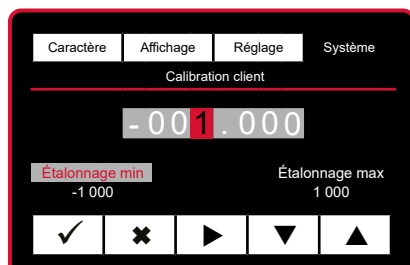 Caractère Affichage Réglage Système
Calibration client
-001.000
Étalonnage min Étalonnage max
-1 000 1 000